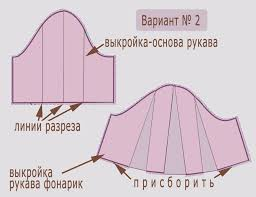 Вариант № 2
выкройка-основа рукава
линии разреза
выкройка
рукава фонарик
присборить